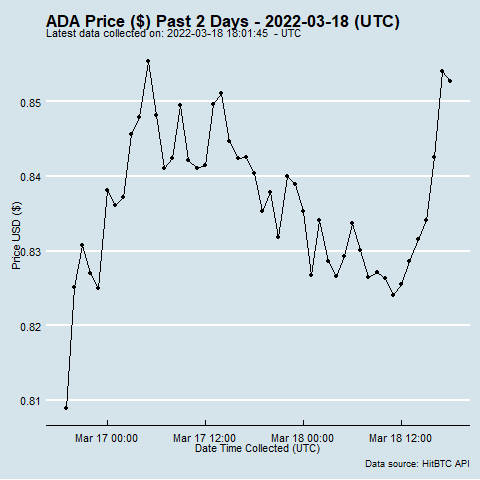 ADA Price ($) Past 2 Days - 2022-03-18 (UTC)
Latest data collected on: 2022-03-18 18:01:45 - UTC
Price USD ($)
0.85
0.84
0.83
0.82
0.81
Mar 17 00:00
Mar 17 12:00
Mar 18 00:00
Mar 18 12:00
Date Time Collected (UTC)
Data source: HitBTC API